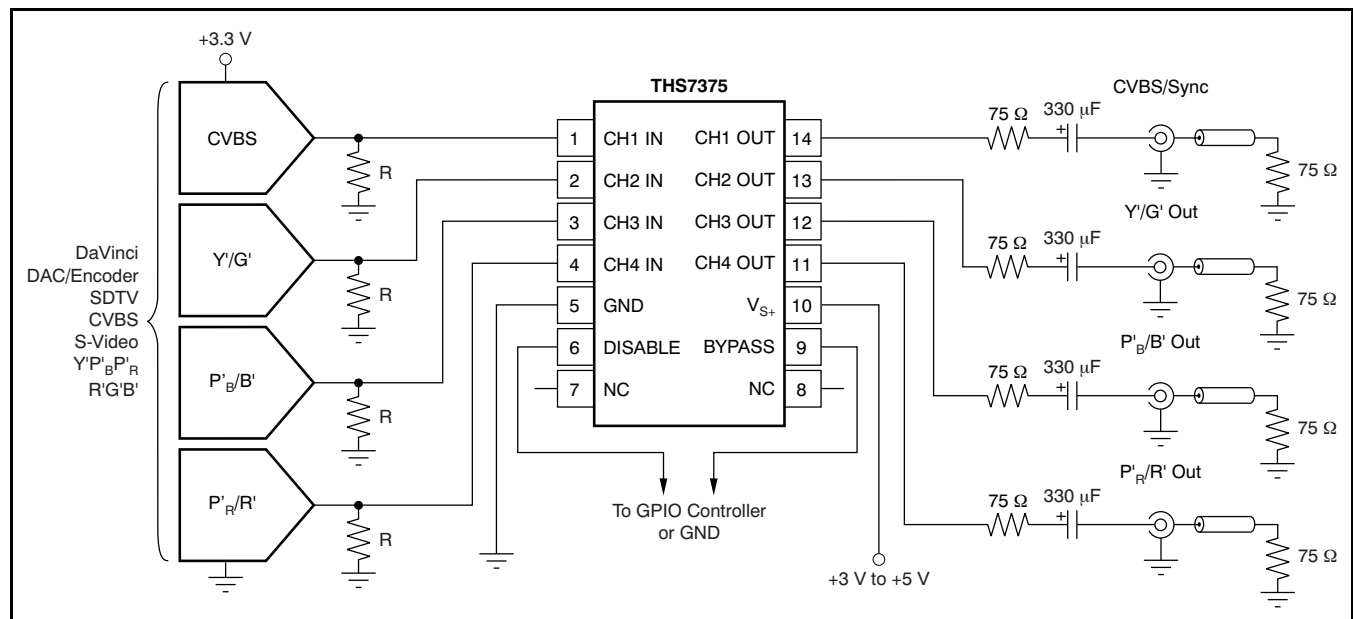 +3.3 V
CVBS
R
Y'/G'
R
P'B/B'
R
P'R/R'
R
DaVinci
DAC/Encoder
SDTV
CVBS
S-Video
Y'P'BP'R
R'G'B'
THS7375
1 CH1 IN CH1 OUT 14
2 CH2 IN CH2 OUT 13
3 CH3 IN CH3 OUT 12
4 CH4 IN CH4 OUT 11
5 GND VS+ 10
6 DISABLE BYPASS 9
7 NC NC 8
To GPIO Controller
or GND
+3 V to +5 V
CVBS/Sync
75 Ω 330 μF
+
75 Ω
Y'/G' Out
75 Ω 330 μF
+
75 Ω
P'B/B' Out
75 Ω 330 μF
+
75 Ω
P'R/R' Out
75 Ω 330 μF
+
75 Ω